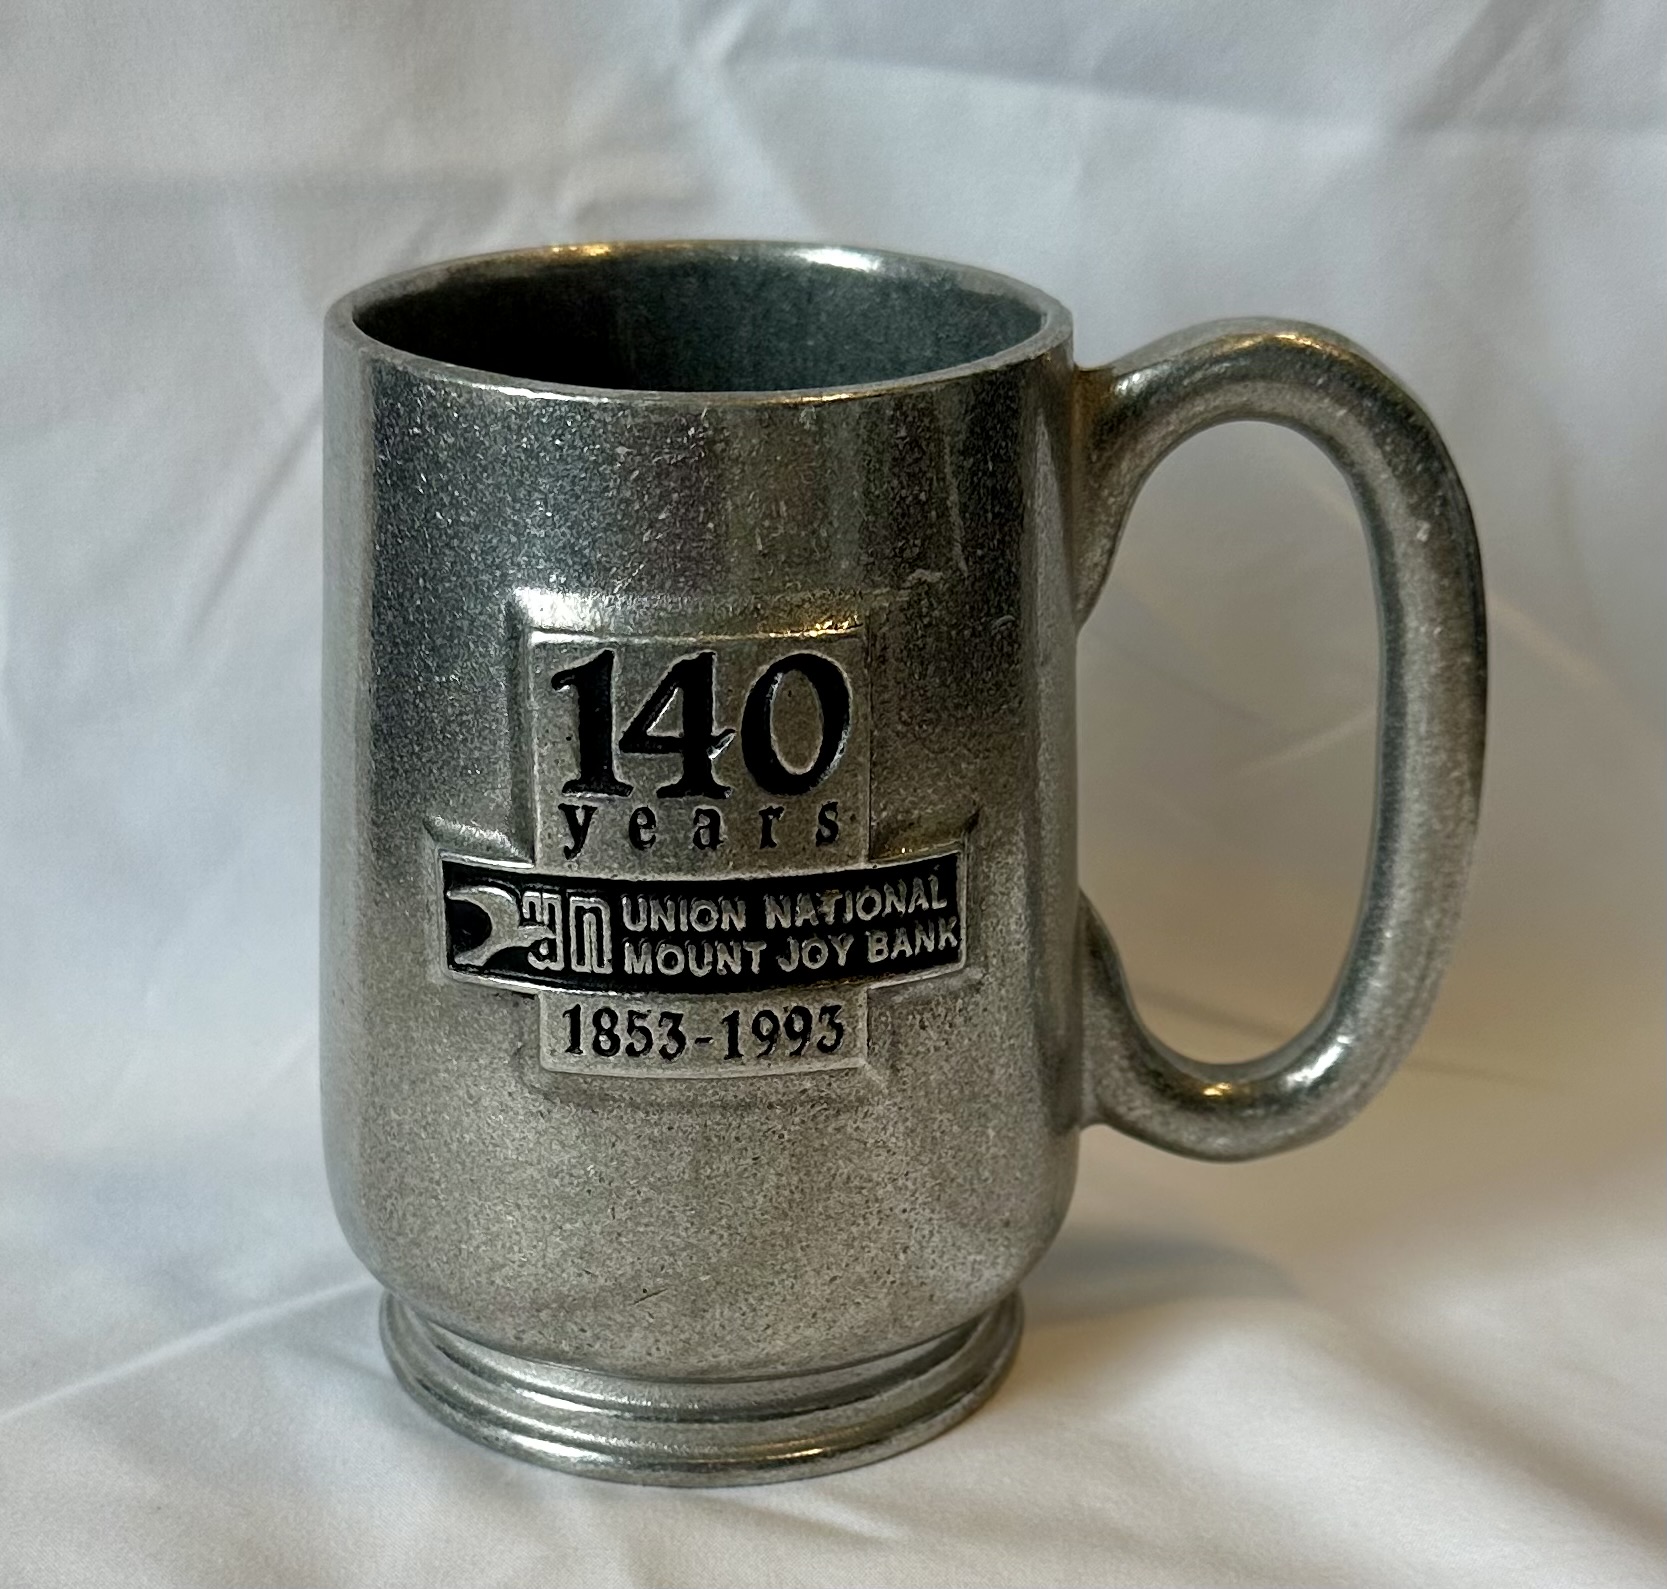 140
years
UNION NATIONAL
MOUNT JOY BANK
1853-1993